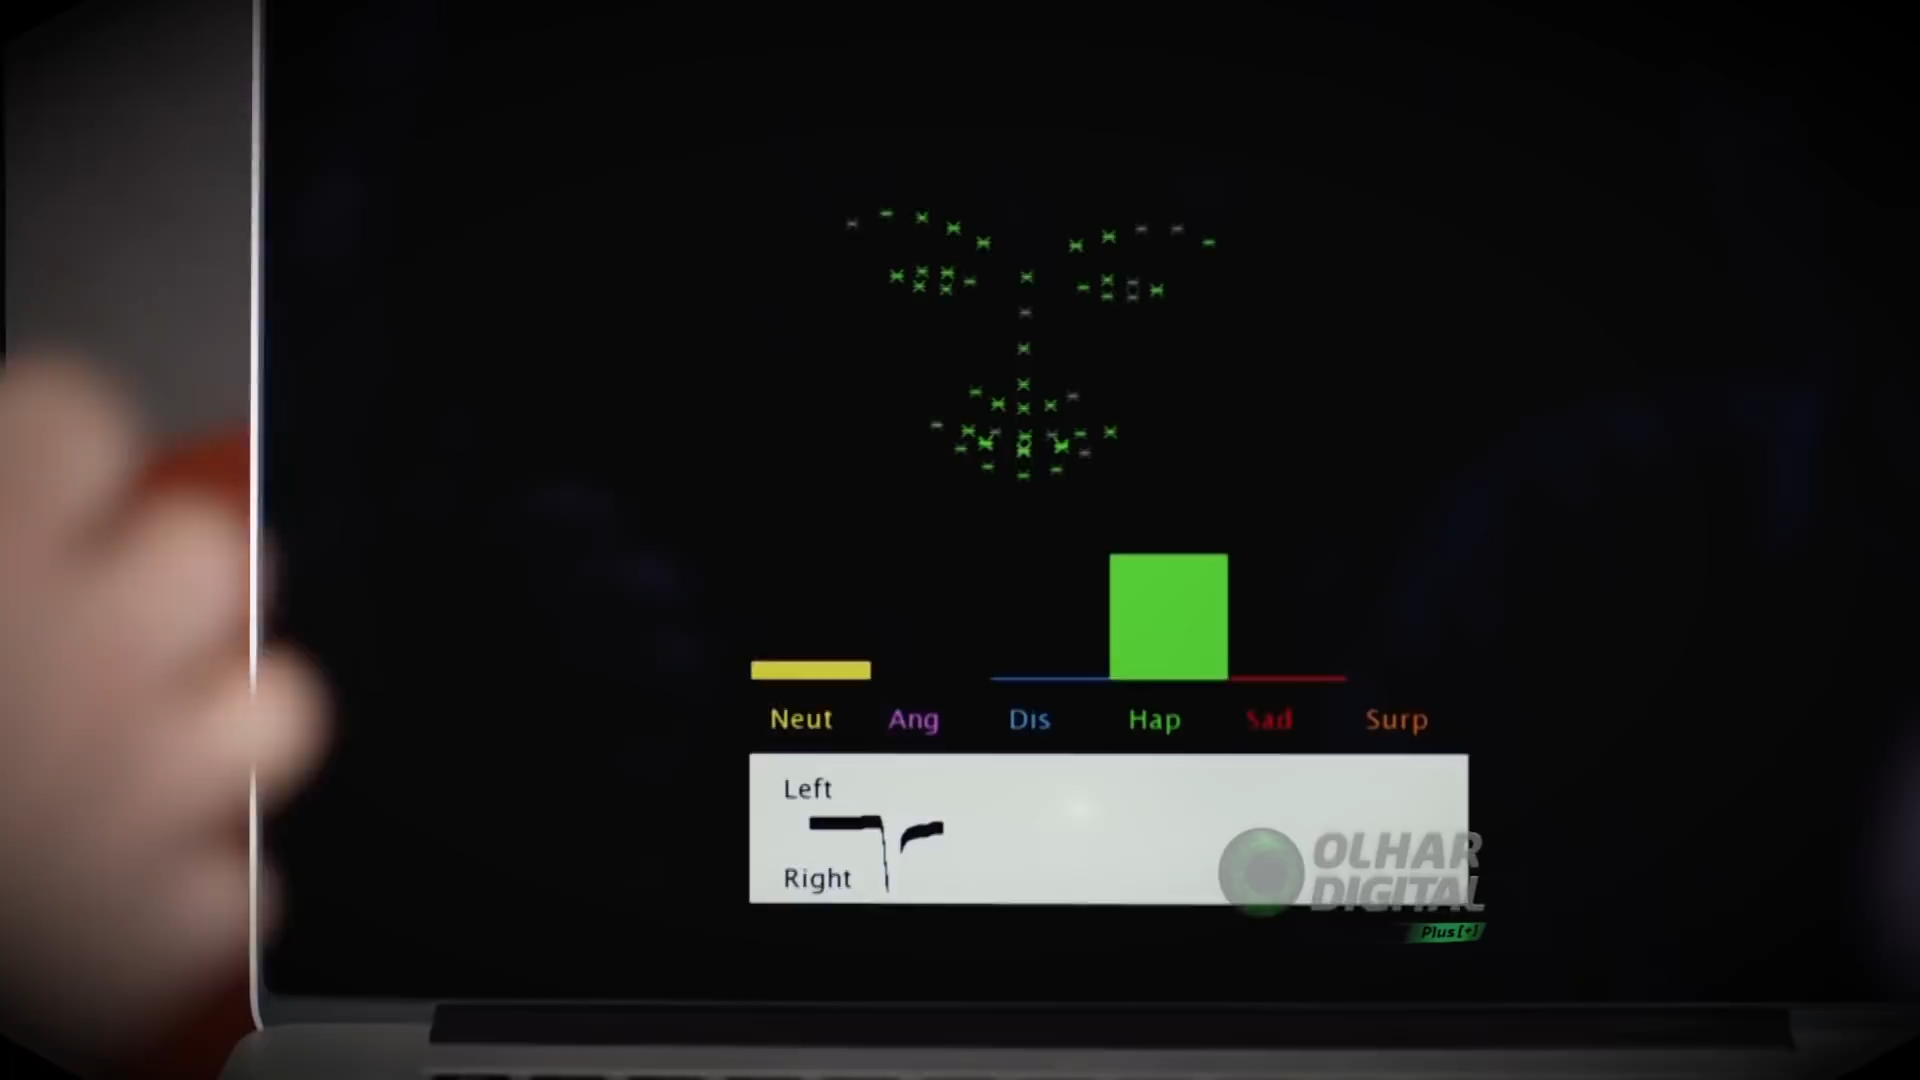 Neut Ang Dis Hap Sad Surp
Left
Right
OLHAR
DIGITAL
Plus[+]